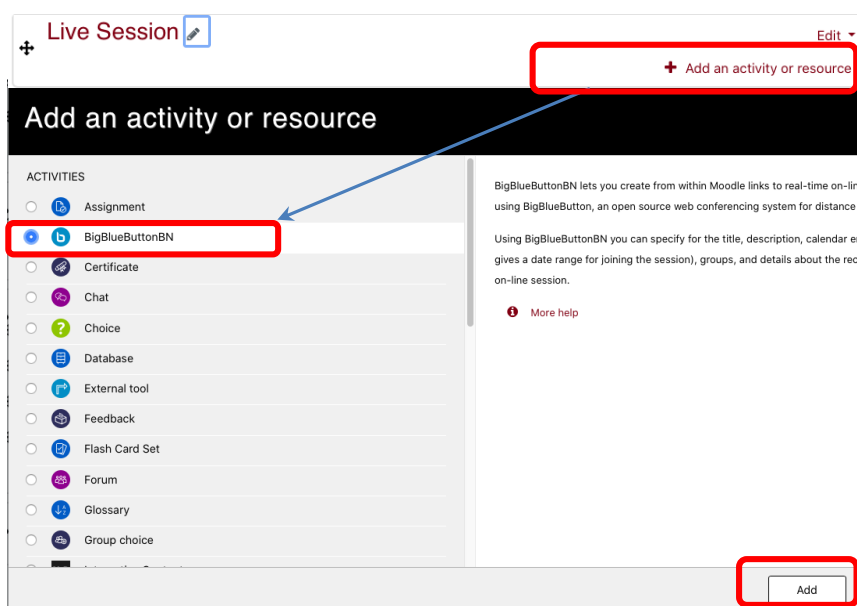 Live Session
Edit
Add an activity or resource
Add an activity or resource
ACTIVITIES
Assignment
BigBlueButtonBN
Certificate
Chat
Choice
Database
External tool
Feedback
Flash Card Set
Forum
Glossary
Group choice
BigBlueButtonBN lets you create from within Moodle links to real-time
using BigBlueButton, an open source web conferencing system for distance
Using BigBlueButtonBN you can specify for the title, description, calendar
gives a date range for joining the session), groups, and details about the
on-line session.
More help
Add